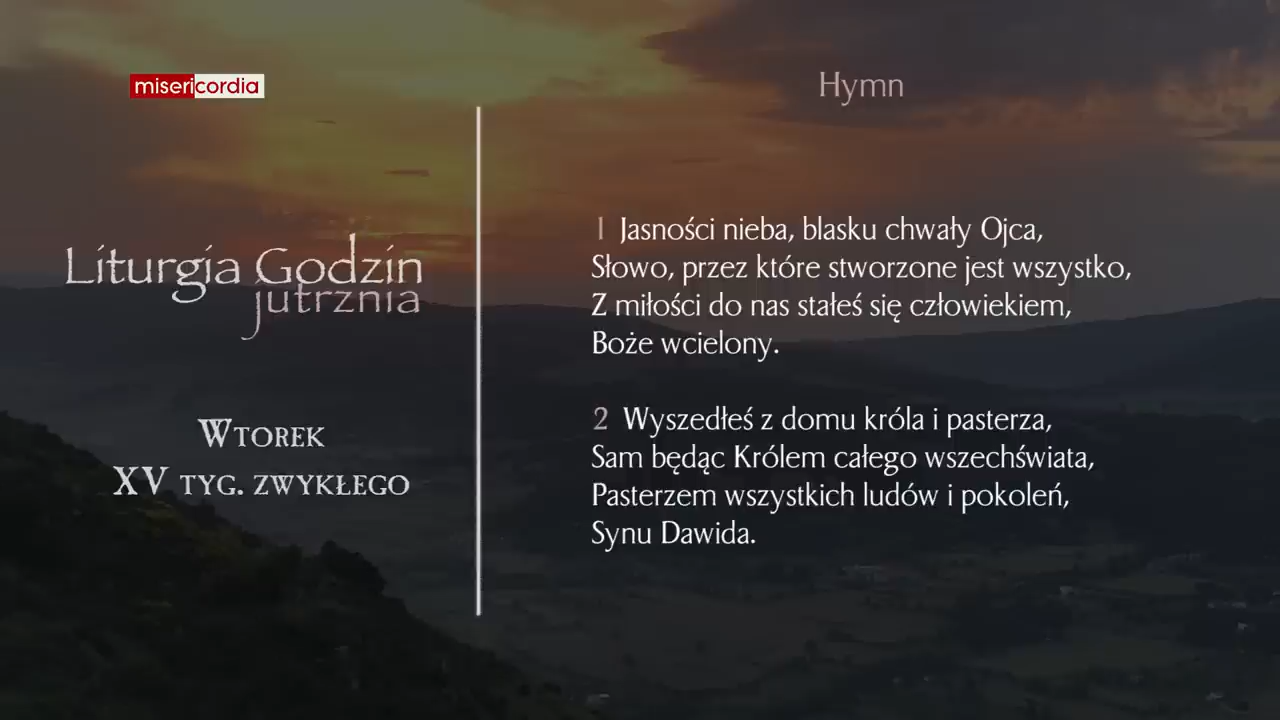 misericordia
Liturgia Godzin
jutrznia
Wtorek
XV tyg. zwykłego
Hymn
1 Jasności nieba, blasku chwały Ojca,
Słowo, przez które stworzone jest wszystko,
Z miłości do nas stałeś się człowiekiem,
Boże wcielony.
2 Wyszedłeś z domu króla i pasterza,
Sam będąc Królem całego wszechświata,
Pasterzem wszystkich ludów i pokoleń,
Synu Dawida.